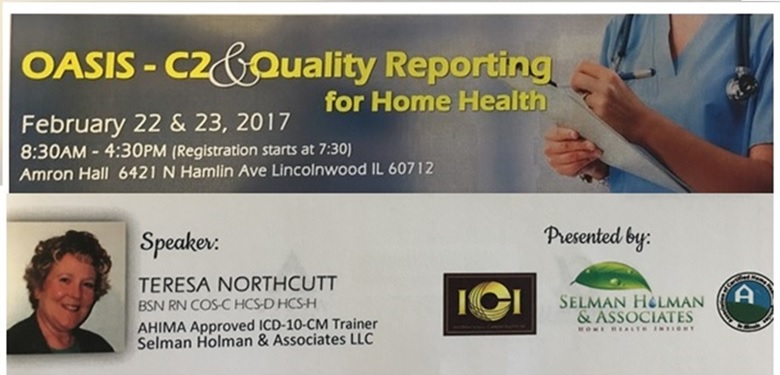 OASIS - C2 & Quality Reporting
for Home Health
February 22 & 23, 2017
8:30AM - 4:30PM (Registration starts at 7:30)
Amron Hall 6421 N Hamlin Ave Lincolnwood IL 60712
Speaker:
TERESA NORTHCUTT
BSN RN COS-C HCS-D HCS-H
AHIMA Approved ICD-10-CM Trainer
Selman Holman & Associates LLC
Presented by:
ICI
SELMAN HOLMAN
& ASSOCIATES
HOME HEALTH INSIGHT
A